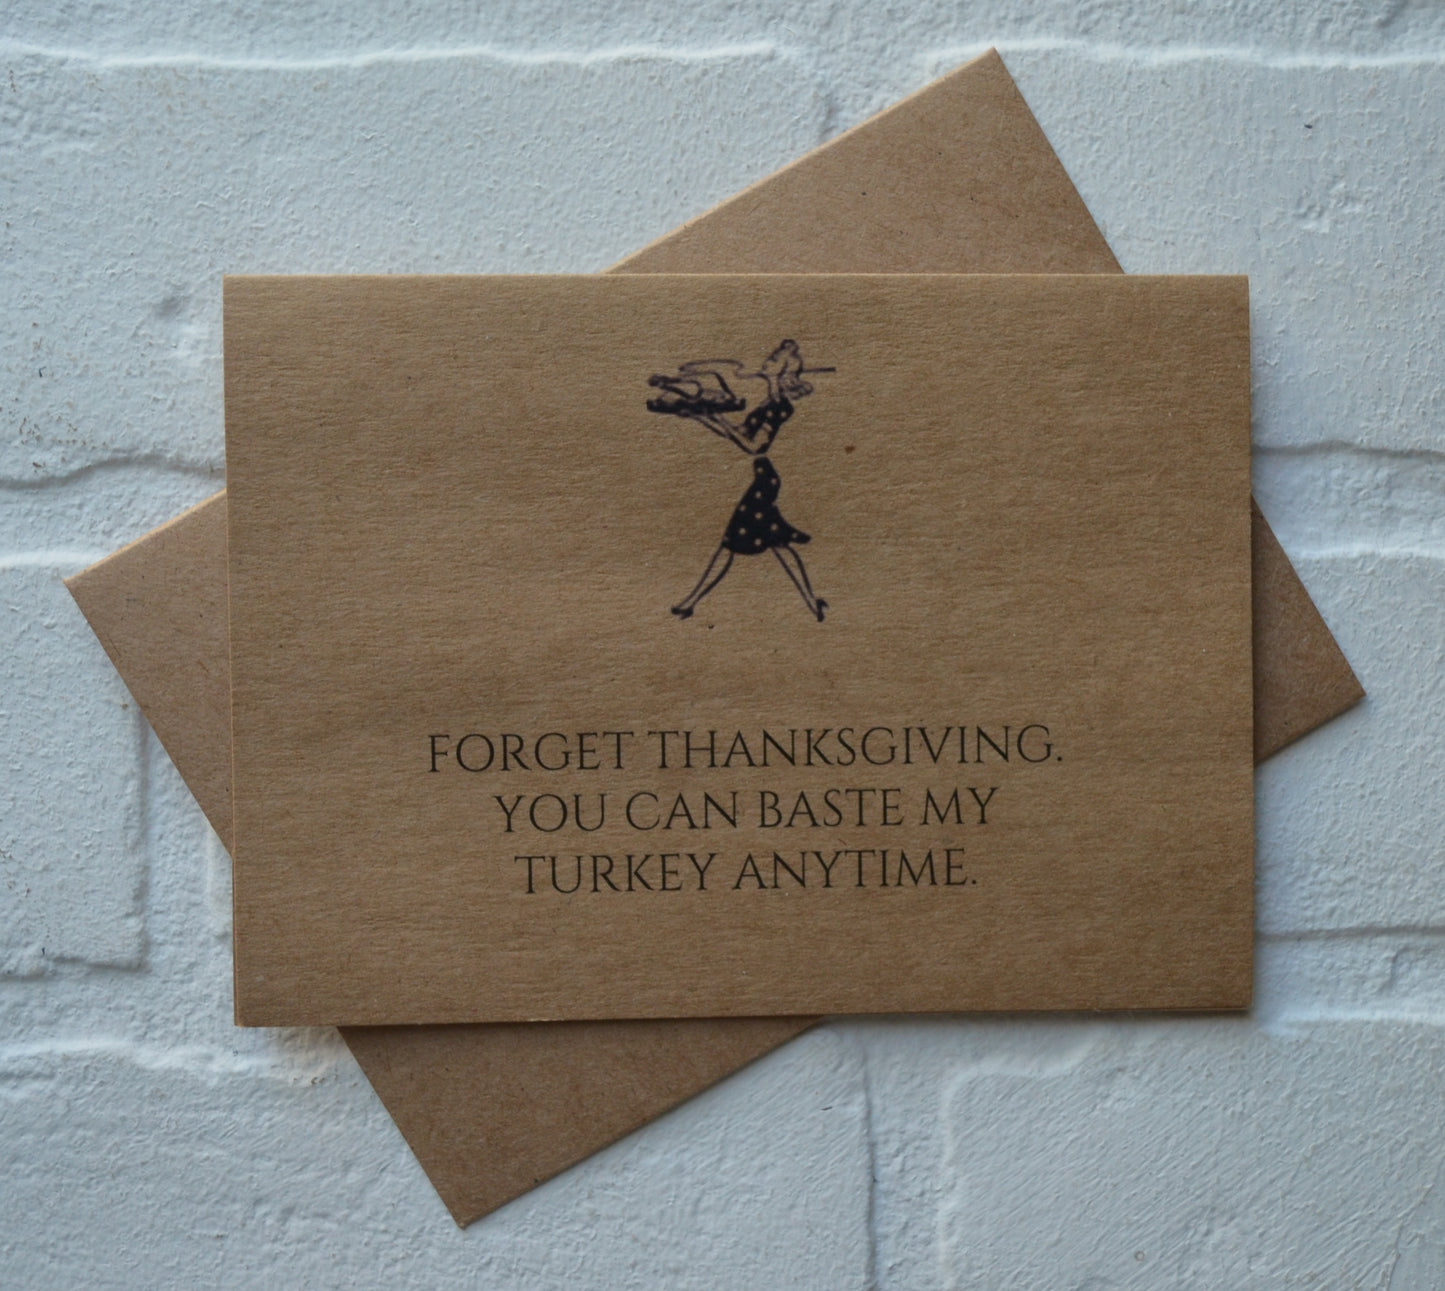 FORGET THANKSGIVING.
YOU CAN BASTE MY
TURKEY ANYTIME.